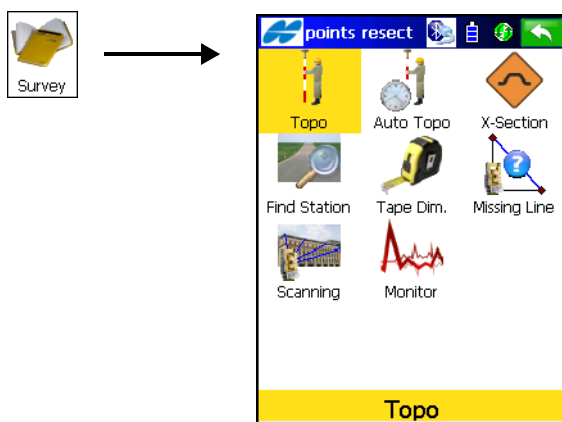 Survey
points resect
Topo
Auto Topo
X-Section
Find Station
Tape Dim.
Missing Line
Scanning
Monitor
Topo